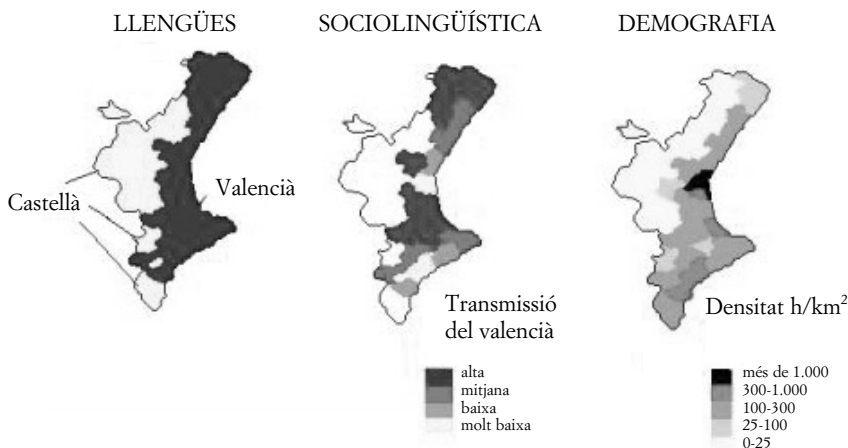 LLENGÜES
SOCIOLINGÜÍSTICA
DEMOGRAFIA
Castellà
Valencià
Transmissió
del valencià
alta
mitjana
baixa
molt baixa
Densitat h/km²
més de 1.000
300-1.000
100-300
25-100
0-25